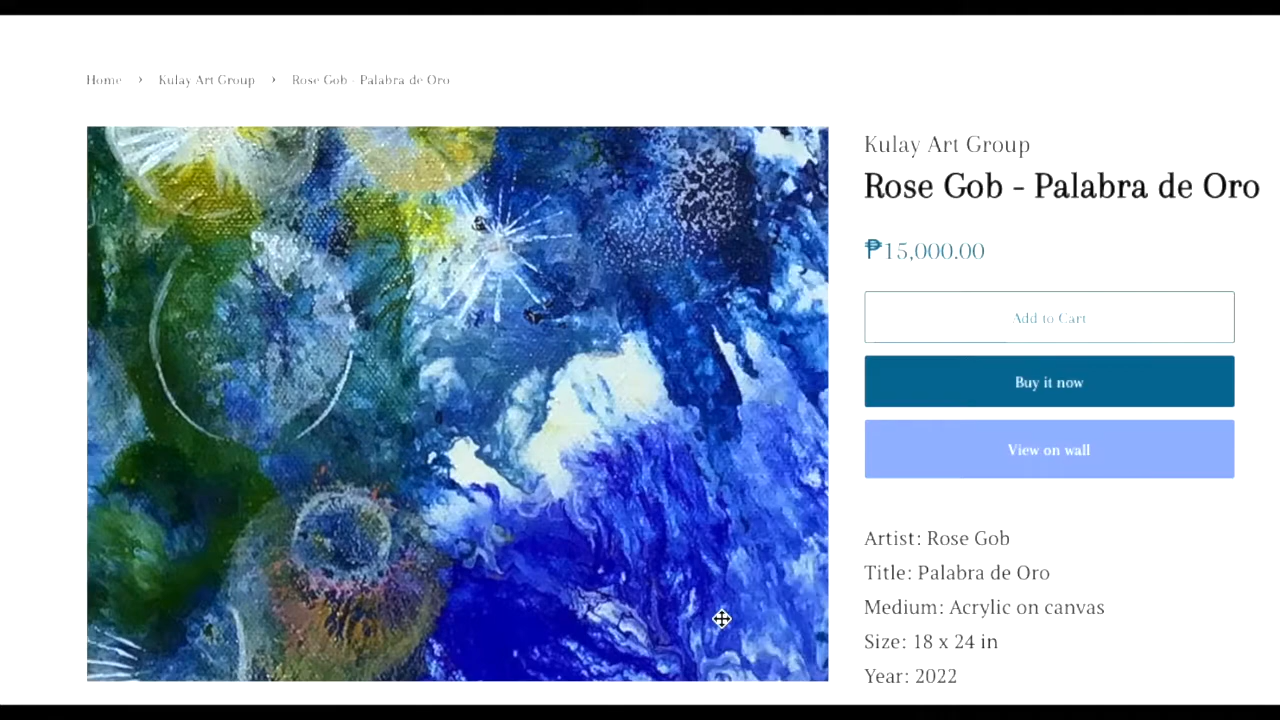 Home › Kulay Art Group › Rose Gob - Palabra de Oro
Kulay Art Group
Rose Gob - Palabra de Oro
₱15,000.00
Add to Cart
Buy it now
View on wall
Artist: Rose Gob
Title: Palabra de Oro
Medium: Acrylic on canvas
Size: 18 x 24 in
Year: 2022